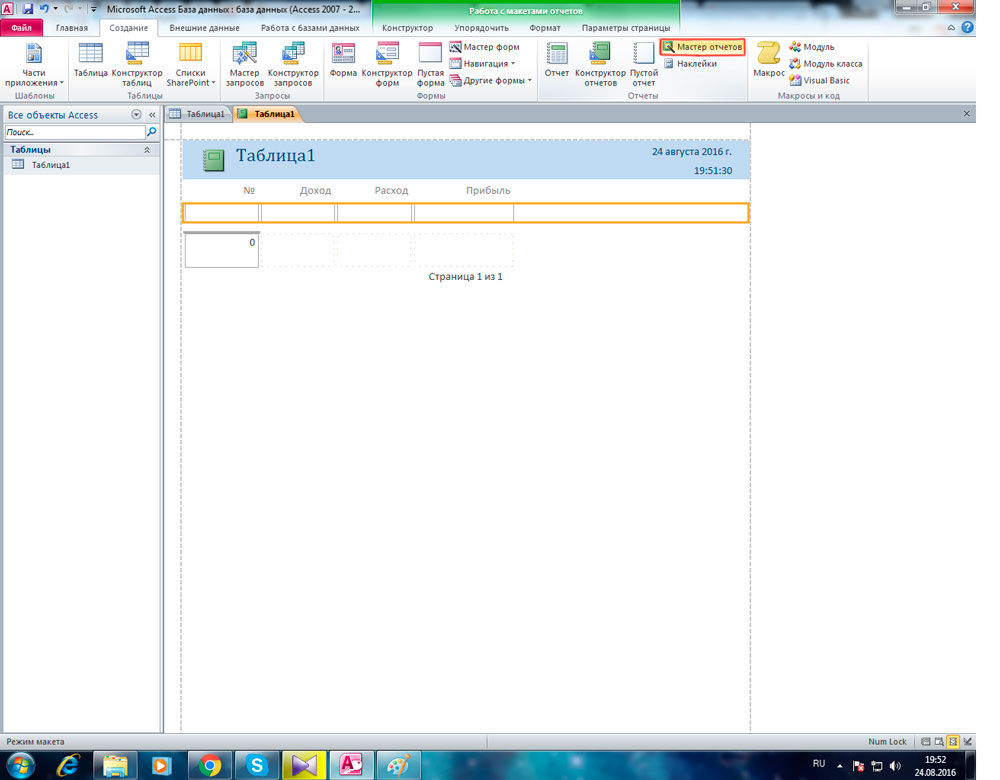 Microsoft Access База данных : база данных (Access 2007 - 2...
Работа с макетами отчетов
Файл Главная Создание Внешние данные Работа с базами данных Конструктор Упорядочить Формат Параметры страницы
Части приложения
Таблица
Конструктор таблиц
Списки SharePoint
Мастер запросов
Конструктор запросов
Форма
Конструктор форм
Пустая форма
Мастер форм
Навигация
Другие формы
Отчет
Конструктор отчетов
Пустой отчет
Мастер отчетов
Наклейки
Макрос
Модуль
Модуль класса
Visual Basic
Шаблоны Таблицы Запросы Формы Отчеты Макросы и код
Все объекты Access
Поиск...
Таблицы
Таблица1
Таблица1 Таблица1
Таблица1
24 августа 2016 г.
19:51:30
№ Доход Расход Прибыль
0
Страница 1 из 1
Режим макета
Num Lock
RU
19:52
24.08.2016